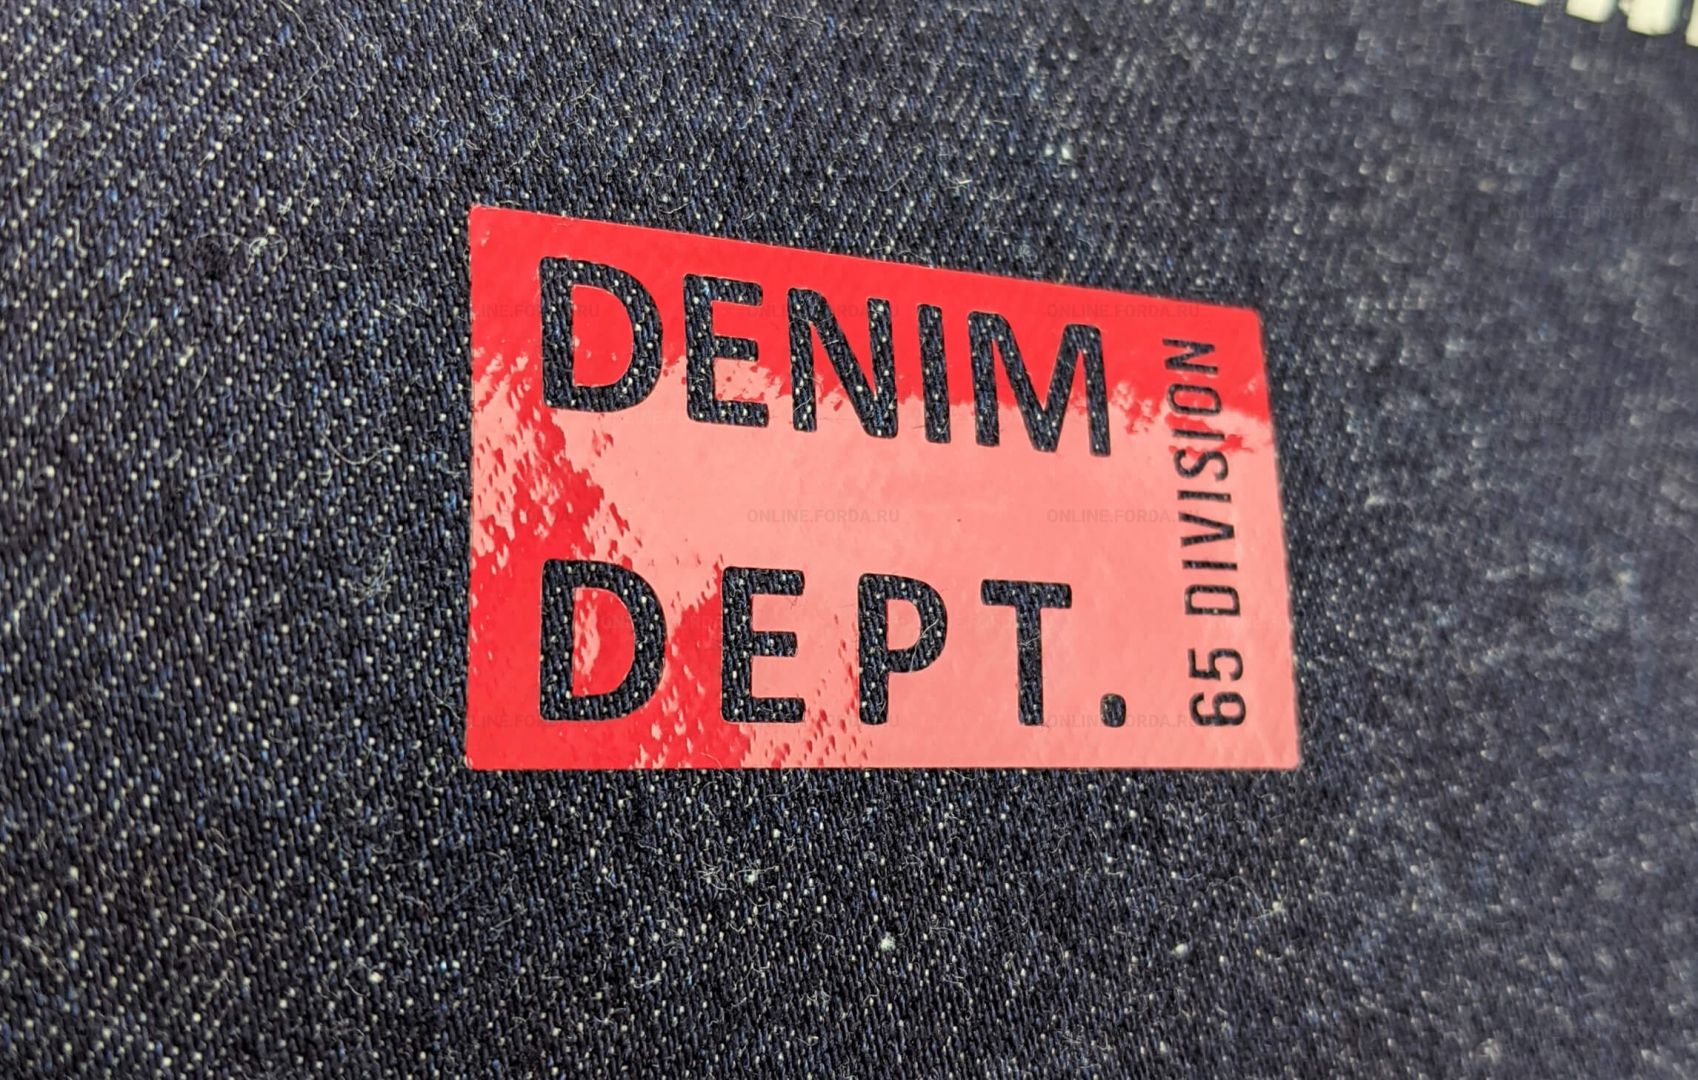 DENIM
DEPT.
65 DIVISION
ONLINE.FORDA.RU